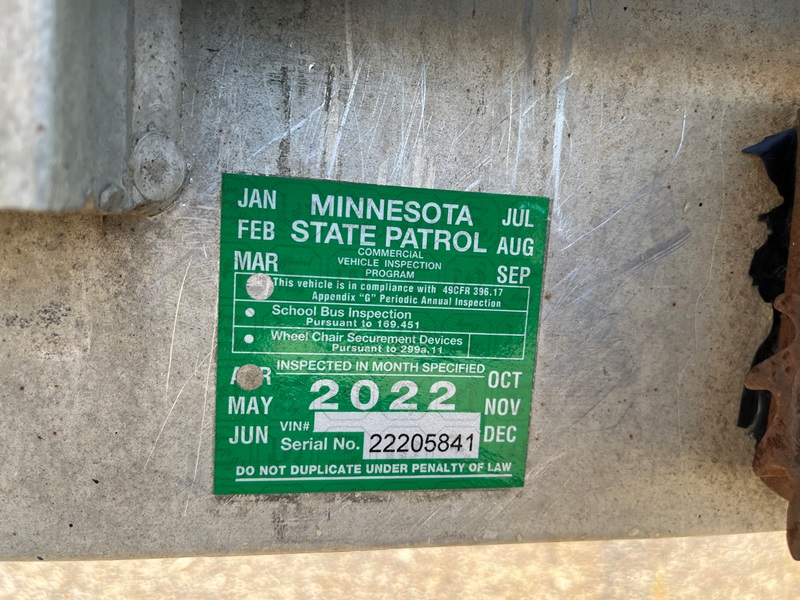 JAN
FEB
MAR
MINNESOTA
STATE PATROL
COMMERCIAL
VEHICLE INSPECTION
PROGRAM
JUL
AUG
SEP
This vehicle is in compliance with 49CFR 396.17
Appendix "G" Periodic Annual Inspection
School Bus Inspection
Pursuant to 169.451
Wheel Chair Securement Devices
Pursuant to 299a.11
INSPECTED IN MONTH SPECIFIED
MAY
JUN
2022
OCT
NOV
DEC
VIN#
Serial No. 22205841
DO NOT DUPLICATE UNDER PENALTY OF LAW